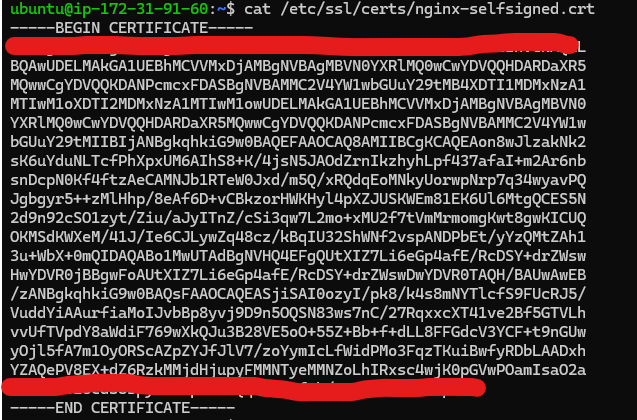 ubuntu@ip-172-31-91-60:~$ cat /etc/ssl/certs/nginx-selfsigned.crt
-----BEGIN CERTIFICATE-----
BQAwUDELMAkGA1UEBhMCVVMxDjAMBgNVBAgMBVN0YXRlMQ0wCwYDVQQHDARDaXR5
MQwwCgYDVQQKDANPcmcxFDASBgNVBAMMC2V4YW1wbGUuY29tMB4XDTI1MDMxNzA1
MTIwM1oXDTI2MDMxNzA1MTIwM1owUDELMAkGA1UEBhMCVVMxDjAMBgNVBAgMBVN0
YXRlMQ0wCwYDVQQHDARDaXR5MQwwCgYDVQQKDANPcmcxFDASBgNVBAMMC2V4YW1w
bGUuY29tMIIBIjANBgkqhkiG9w0BAQEFAAOCAQ8AMIIBCgKCAQEAon8wJlzakNk2
sK6uYduNLTcfPhXpxUM6AIhS8+K/4jsN5JAOdZrnIkzhyhLpf437afaI+m2Ar6nb
snDcpN0Kf4ftzAeCAMNJb1RTeW0Jxd/m5Q/xRQdqEoMNkyUorwpNrp7q34wyavPQ
Jgbgyr5++zMlHhp/8eAf6D+vCBkzorHWKHyl4pXZJUSKWEm81EK6Ul6MtgQCES5N
2d9n92cSO1zyt/Ziu/aJyITnZ/cSi3qw7L2mo+xMU2f7tVmMrmomgKwt8gwKICUQ
OKMSdKWXeM/41J/Ie6CJLywZq48cz/kBqIU32ShWNf2vspANDPbEt/yYzQMtZAh1
3u+WbX+0mQIDAQABo1MwUTAdBgNVHQ4EFgQUtXIZ7Li6eGp4afE/RcDSY+drZWsw
HwYDVR0jBBgwFoAUtXIZ7Li6eGp4afE/RcDSY+drZWswDwYDVR0TAQH/BAUwAwEB
/zANBgkqhkiG9w0BAQsFAAOCAQEASjiSAI0ozyI/pk8/k4s8mNYTlcfS9FUcRJ5/
VuddYiAAurfiaMoIJvbBp8yvj9D9n5OQSN83ws7nC/27RqxxcXT41ve2Bf5GTVLh
vvUfTVpdY8aWdiF769wXkQJu3B28VE5oO+55Z+Bb+f+dLL8FFGdcV3YCF+t9nGUw
yOjl5fA7m1OyORScAZpZYJfJlV7/zoYymIcLfWidPMo3FqzTKuiBwfyRDbLAADxh
YZAQePV8EX+dZ6RzkMMjdHjupyFMMNTyeMMNZoLhIRxsc4wjK0pGVwPOamIsaO2a
-----END CERTIFICATE-----